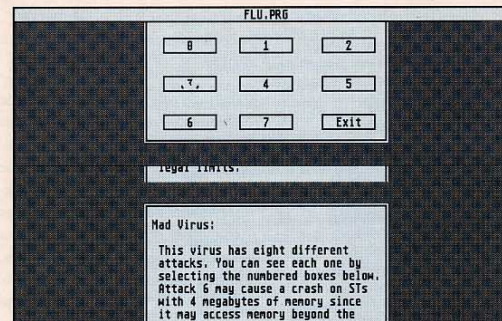 FLU.PRG
0 1 2
3 4 5
6 7 Exit
legal limits.
Mad Virus:
This virus has eight different
attacks. You can see each one by
selecting the numbered boxes below.
Attack 6 may cause a crash on STs
with 4 megabytes of memory since
it may access memory beyond the